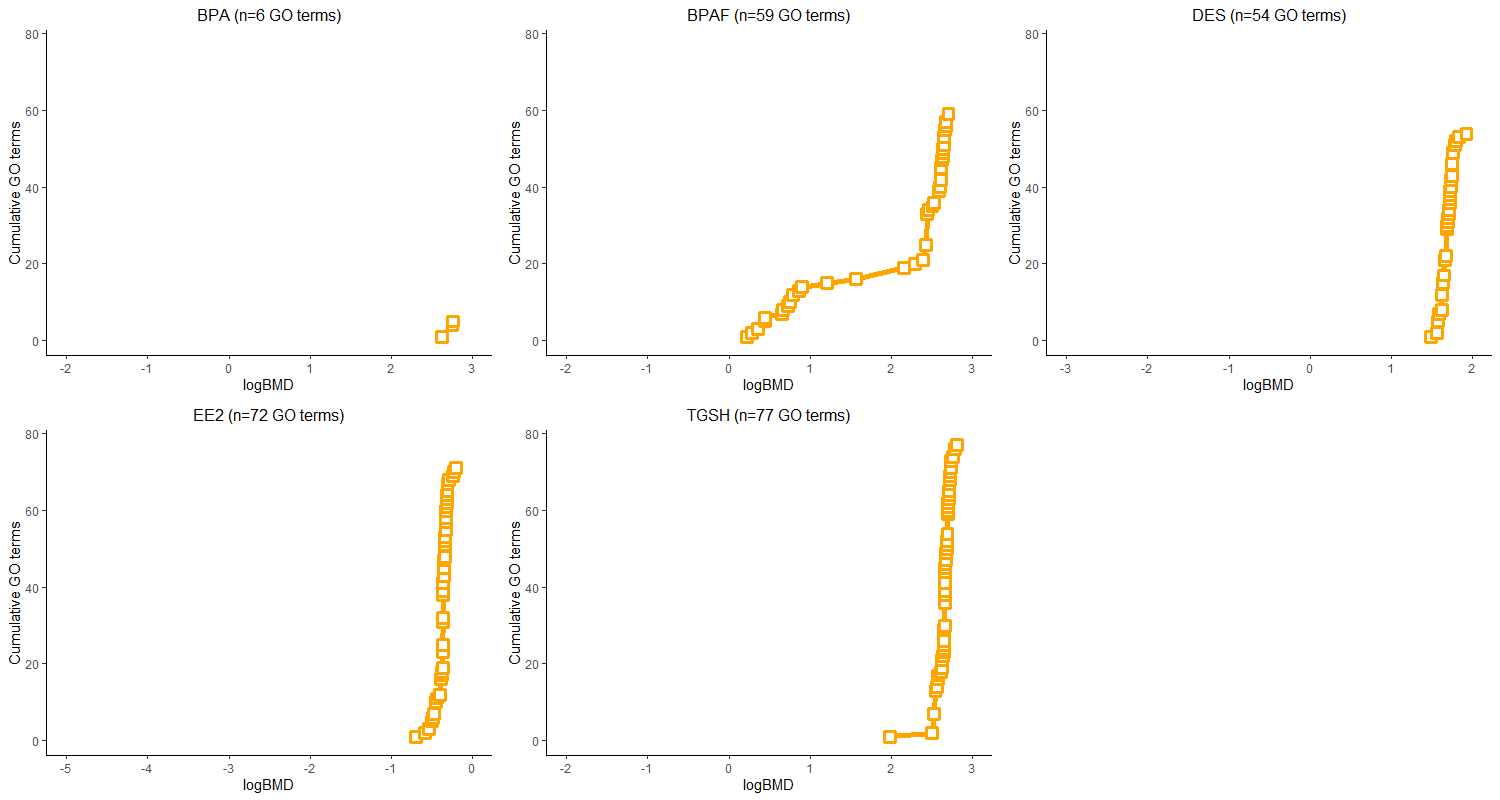 BPA (n=6 GO terms)
80
60
40
20
0
Cumulative GO terms
-2 -1 0 1 2 3
logBMD
BPAF (n=59 GO terms)
80
60
40
20
0
Cumulative GO terms
-2 -1 0 1 2 3
logBMD
DES (n=54 GO terms)
80
60
40
20
0
Cumulative GO terms
-3 -2 -1 0 1 2
logBMD
EE2 (n=72 GO terms)
80
60
40
20
0
Cumulative GO terms
-5 -4 -3 -2 -1 0
logBMD
TGSH (n=77 GO terms)
80
60
40
20
0
Cumulative GO terms
-2 -1 0 1 2 3
logBMD